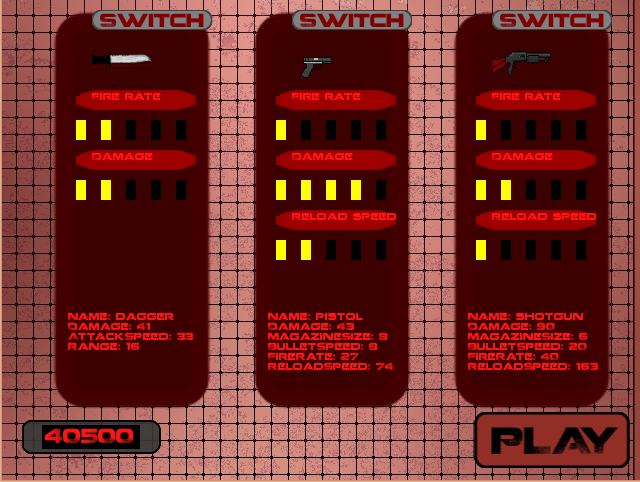 SWITCH
FIRE RATE
DAMAGE
NAME: DAGGER
DAMAGE: 41
ATTACKSPEED: 33
RANGE: 16
SWITCH
FIRE RATE
DAMAGE
RELOAD SPEED
NAME: PISTOL
DAMAGE: 43
MAGAZINESIZE: 9
BULLETSPEED: 9
FIRERATE: 27
RELOADSPEED: 74
SWITCH
FIRE RATE
DAMAGE
RELOAD SPEED
NAME: SHOTGUN
DAMAGE: 90
MAGAZINESIZE: 6
BULLETSPEED: 20
FIRERATE: 40
RELOADSPEED: 163
40500
PLAY